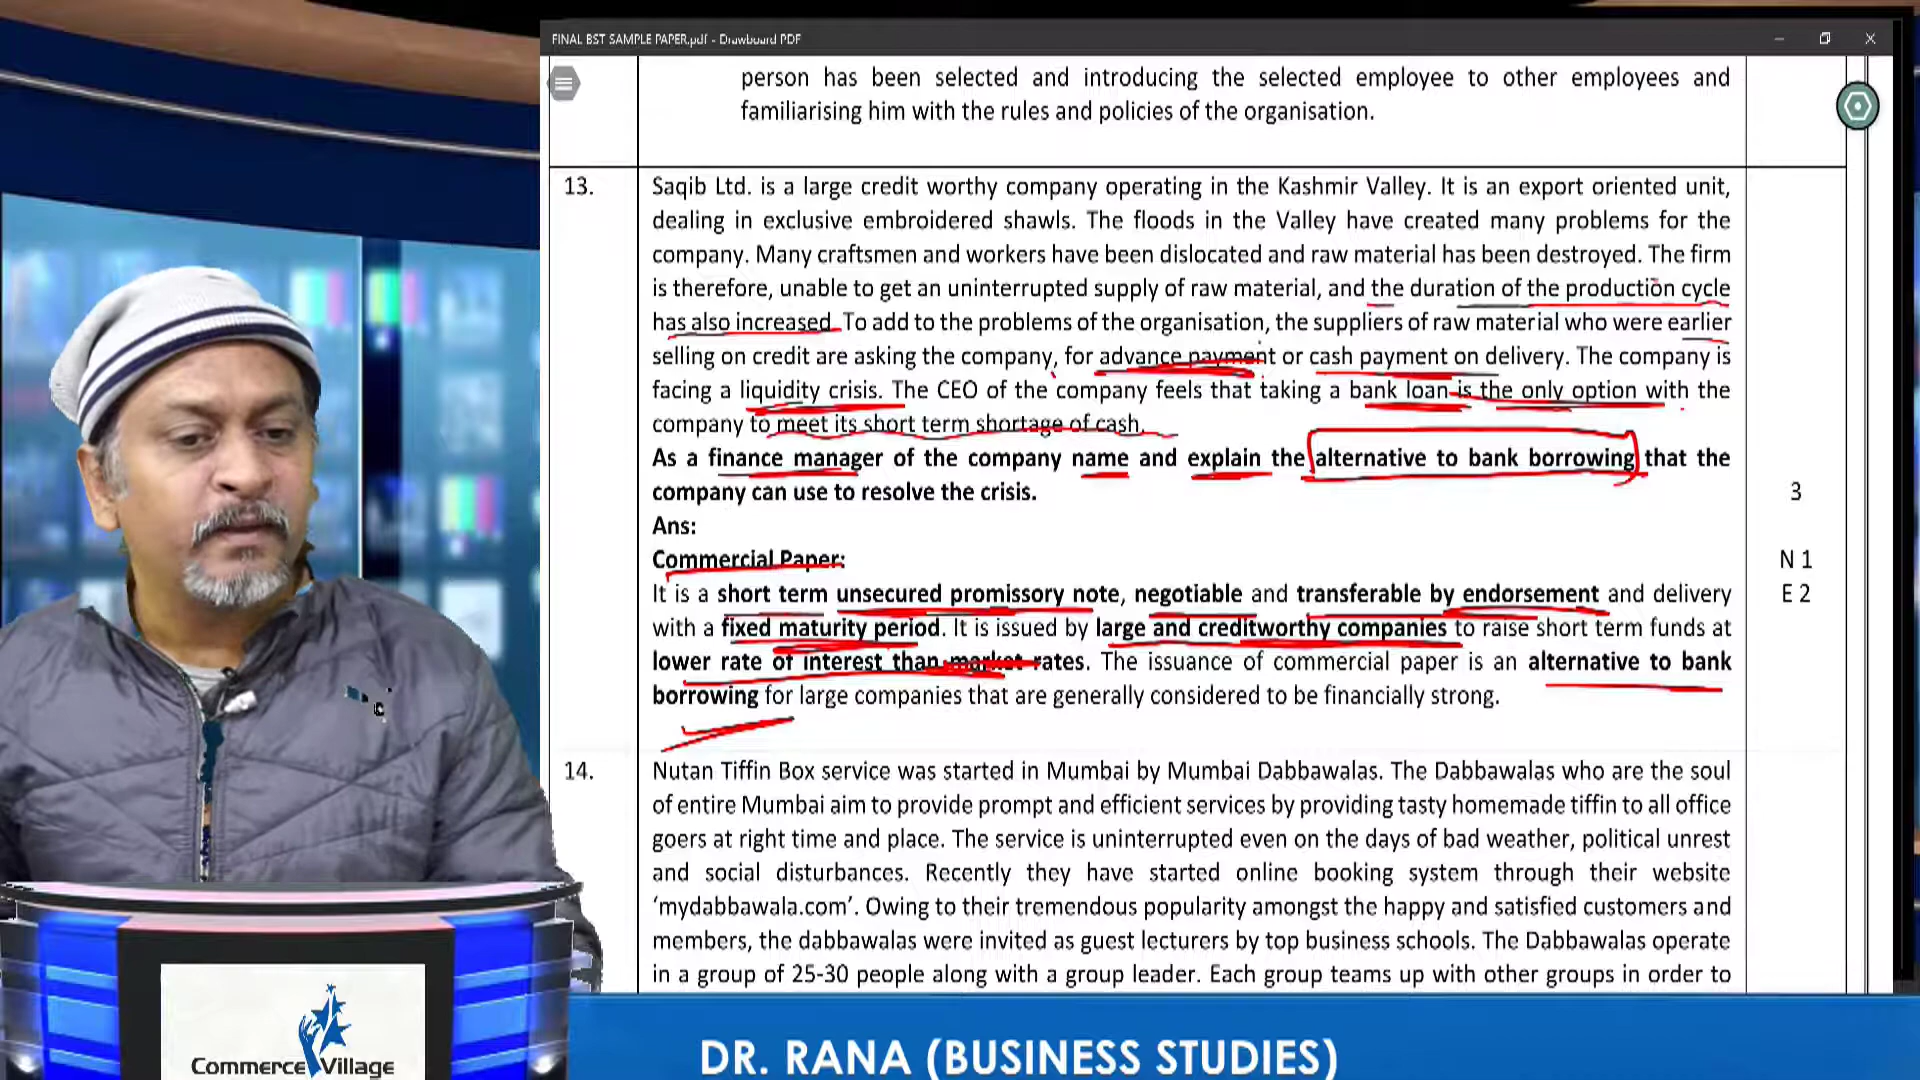 FINAL BST SAMPLE PAPER.pdf - Drawboard PDF
person has been selected and introducing the selected employee to other employees and
familiarising him with the rules and policies of the organisation.
13.
Saqib Ltd. is a large credit worthy company operating in the Kashmir Valley. It is an export oriented unit,
dealing in exclusive embroidered shawls. The floods in the Valley have created many problems for the
company. Many craftsmen and workers have been dislocated and raw material has been destroyed. The firm
is therefore, unable to get an uninterrupted supply of raw material, and the duration of the production cycle
has also increased. To add to the problems of the organisation, the suppliers of raw material who were earlier
selling on credit are asking the company, for advance payment or cash payment on delivery. The company is
facing a liquidity crisis. The CEO of the company feels that taking a bank loan is the only option with the
company to meet its short term shortage of cash.
As a finance manager of the company name and explain the alternative to bank borrowing that the
company can use to resolve the crisis.
3
Ans:
Commercial Paper:
N 1
It is a short term unsecured promissory note, negotiable and transferable by endorsement and delivery
E 2
with a fixed maturity period. It is issued by large and creditworthy companies to raise short term funds at
lower rate of interest than market rates. The issuance of commercial paper is an alternative to bank
borrowing for large companies that are generally considered to be financially strong.
14.
Nutan Tiffin Box service was started in Mumbai by Mumbai Dabbawalas. The Dabbawalas who are the soul
of entire Mumbai aim to provide prompt and efficient services by providing tasty homemade tiffin to all office
goers at right time and place. The service is uninterrupted even on the days of bad weather, political unrest
and social disturbances. Recently they have started online booking system through their website
‘mydabbawala.com’. Owing to their tremendous popularity amongst the happy and satisfied customers and
members, the dabbawalas were invited as guest lecturers by top business schools. The Dabbawalas operate
in a group of 25-30 people along with a group leader. Each group teams up with other groups in order to
Commerce Village
DR. RANA (BUSINESS STUDIES)